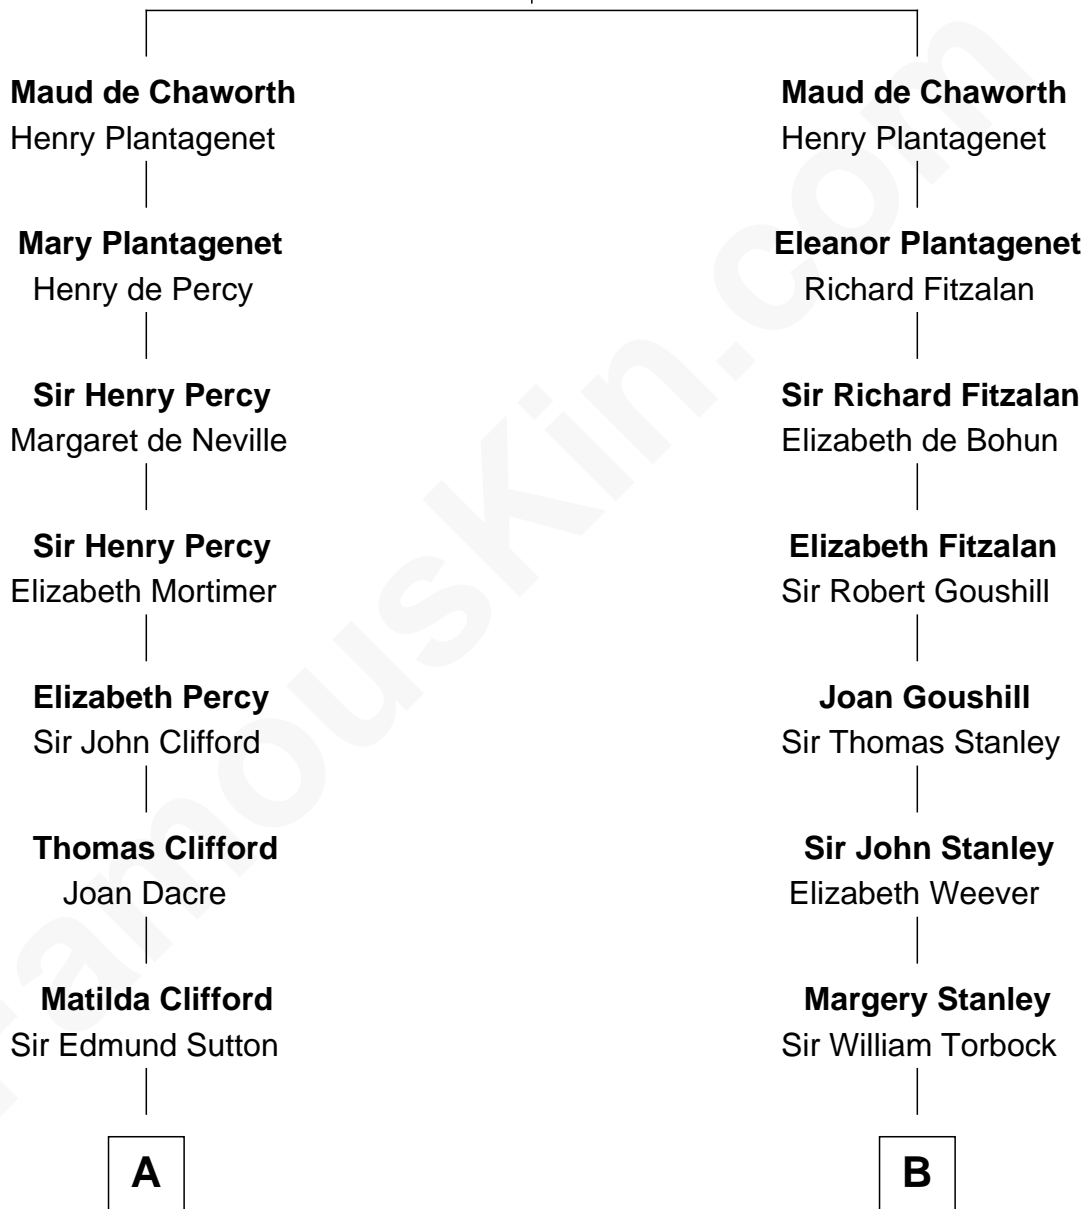 Maud de Chaworth
Henry Plantagenet
Mary Plantagenet
Henry de Percy
Sir Henry Percy
Margaret de Neville
Sir Henry Percy
Elizabeth Mortimer
Elizabeth Percy
Sir John Clifford
Thomas Clifford
Joan Dacre
Matilda Clifford
Sir Edmund Sutton
A
Maud de Chaworth
Henry Plantagenet
Eleanor Plantagenet
Richard Fitzalan
Sir Richard Fitzalan
Elizabeth de Bohun
Elizabeth Fitzalan
Sir Robert Goushill
Joan Goushill
Sir Thomas Stanley
Sir John Stanley
Elizabeth Weever
Margery Stanley
Sir William Torbock
B
FamousKin.com